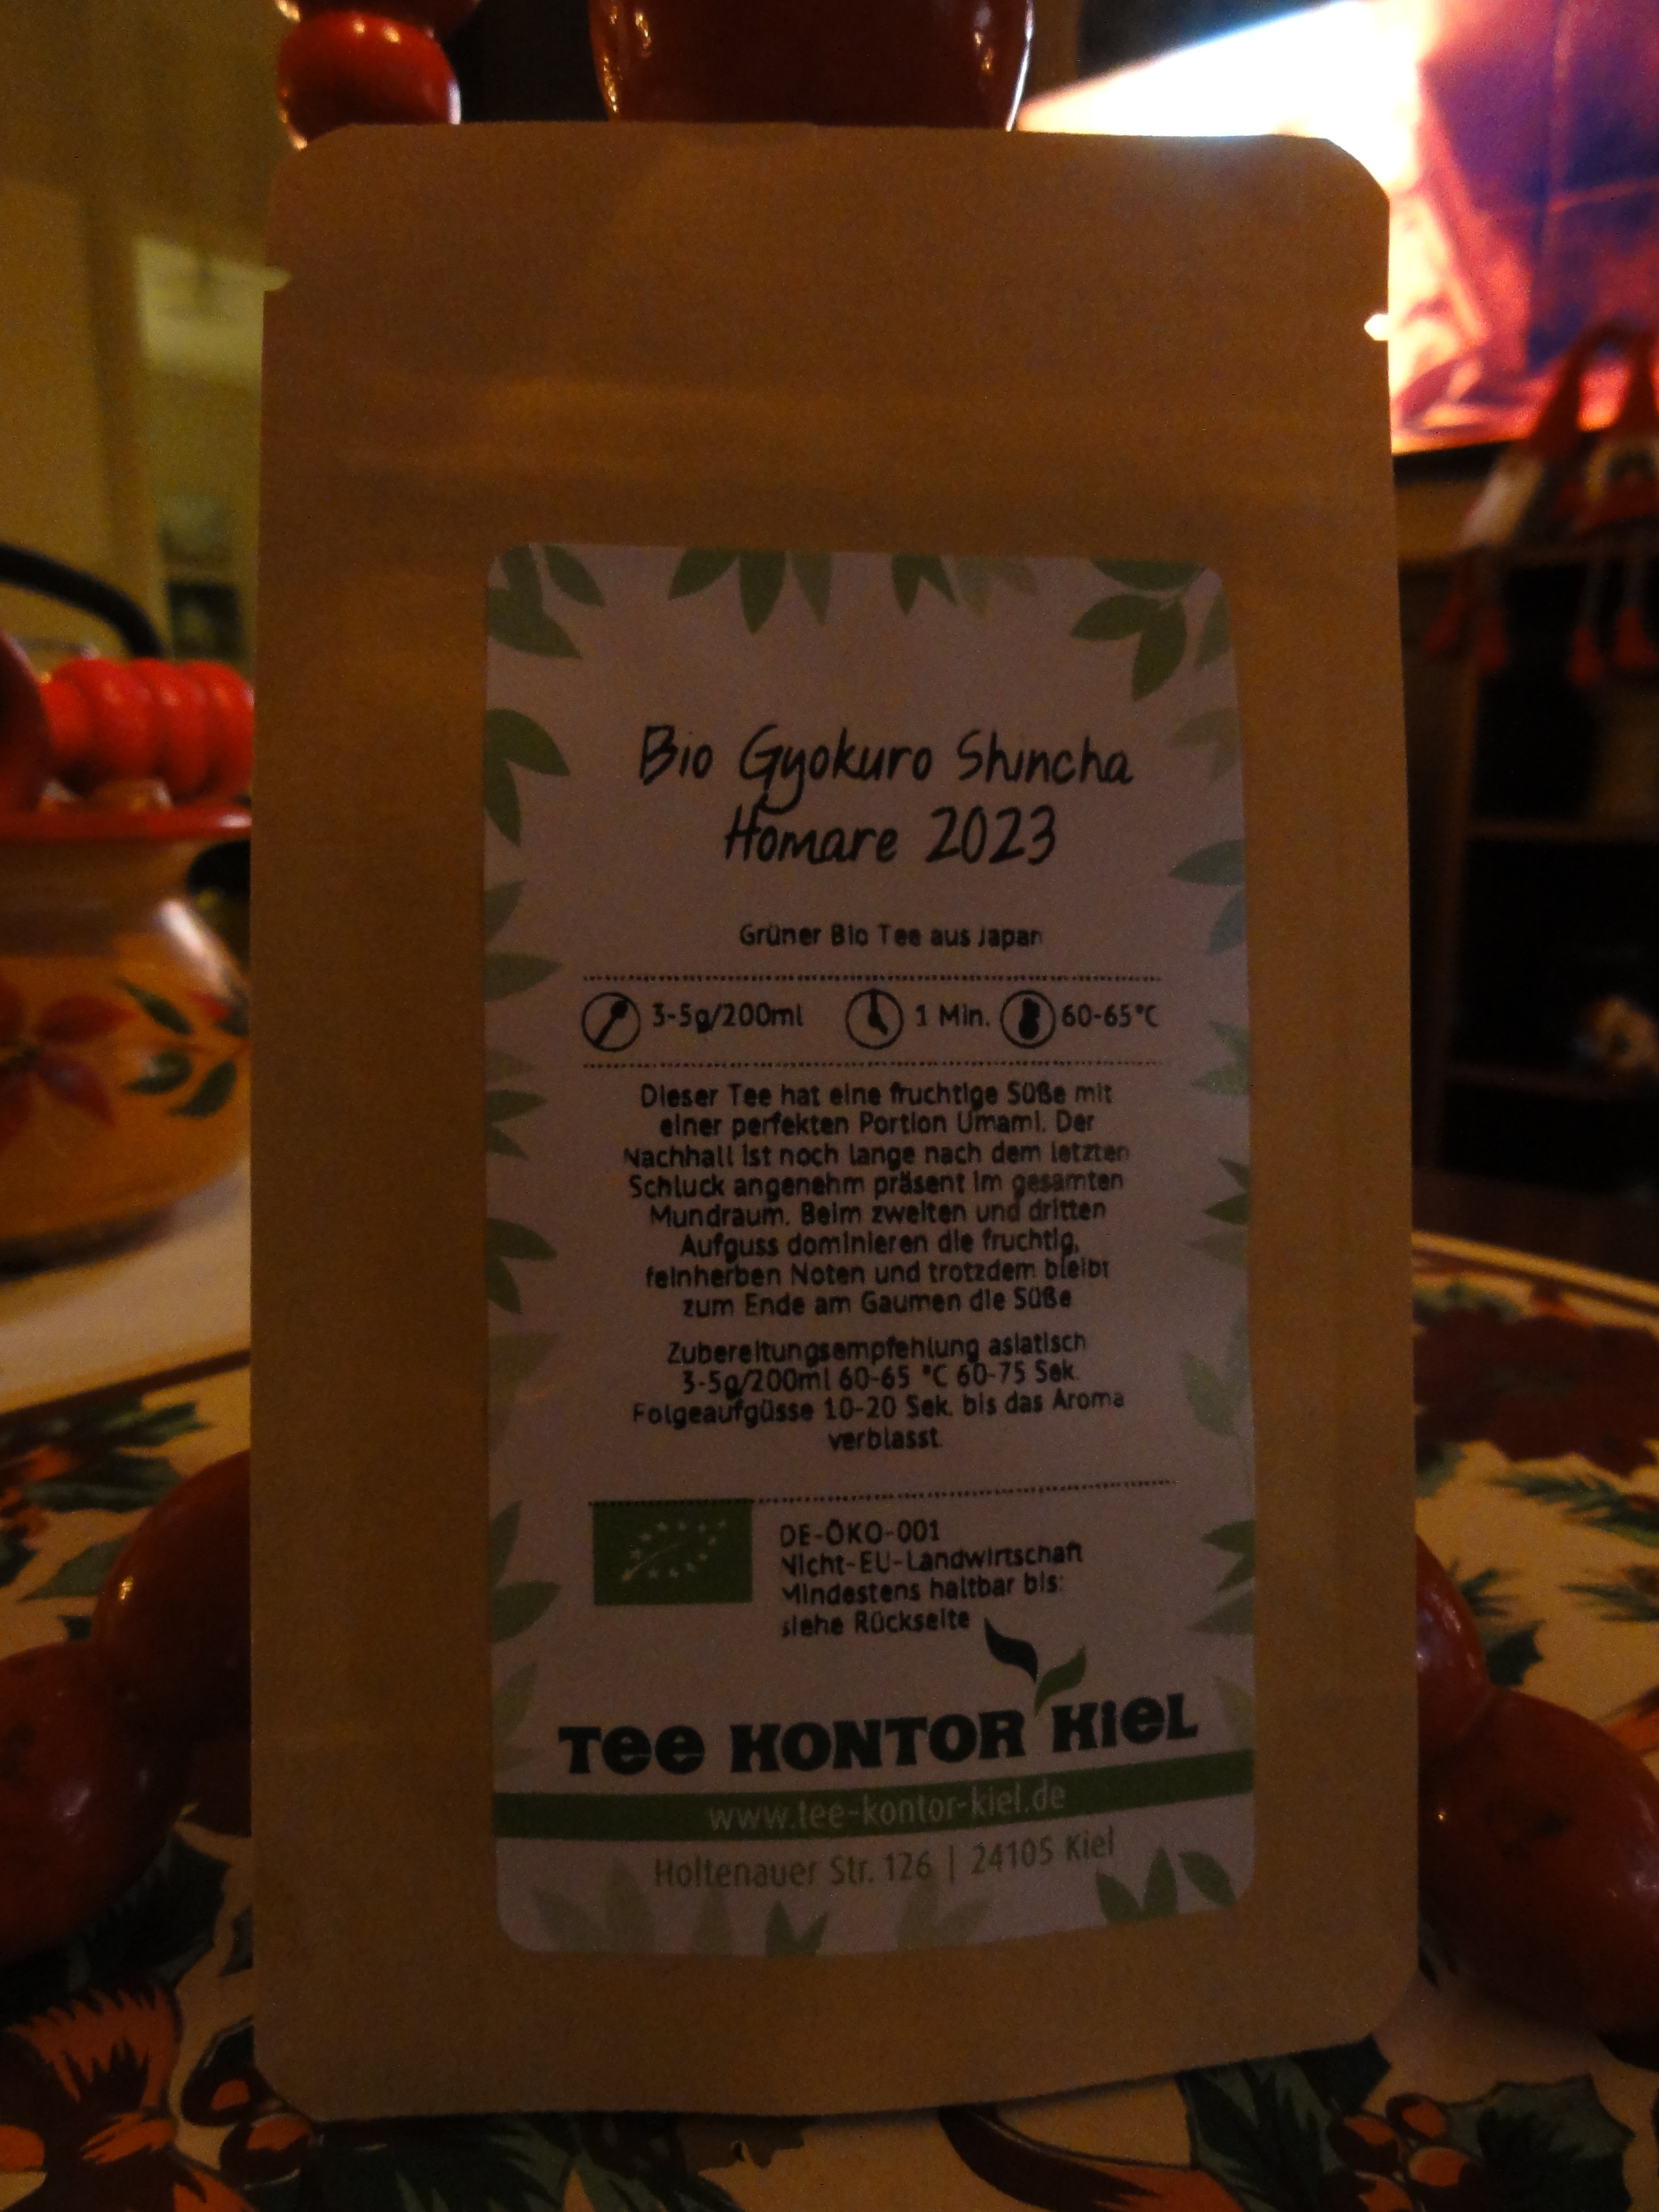 Bio Gyokuro Shincha
Homare 2023
Grüner Bio Tee aus Japan
3-5g/200ml 1 Min. 60-65°C
Dieser Tee hat eine fruchtige Süße mit
einer perfekten Portion Umami. Der
Nachhall ist noch lange nach dem letzten
Schluck angenehm präsent im gesamten
Mundraum. Beim zweiten und dritten
Aufguss dominieren die fruchtig,
feinherben Noten und trotzdem bleibt
zum Ende am Gaumen die Süße
Zubereitungsempfehlung asiatisch
3-5g/200ml 60-65 °C 60-75 Sek.
Folgeaufgüsse 10-20 Sek. bis das Aroma
verblasst.
DE-ÖKO-001
Nicht-EU-Landwirtschaft
Mindestens haltbar bis:
siehe Rückseite
Tee KONTOR KieL
www.tee-kontor-kiel.de
Holtenauer Str. 126 | 24105 Kiel